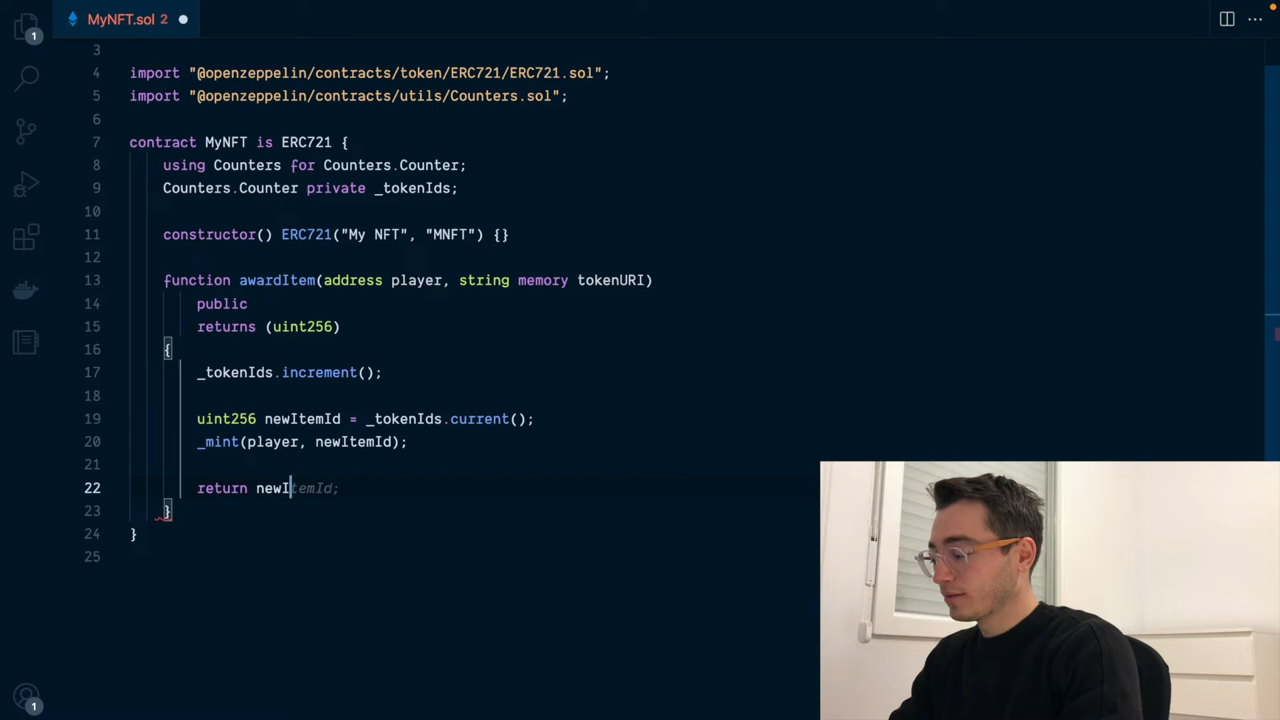 MyNFT.sol 2
1
3
4 import "@openzeppelin/contracts/token/ERC721/ERC721.sol";
5 import "@openzeppelin/contracts/utils/Counters.sol";
6
7 contract MyNFT is ERC721 {
8 using Counters for Counters.Counter;
9 Counters.Counter private _tokenIds;
10
11 constructor() ERC721("My NFT", "MNFT") {}
12
13 function awardItem(address player, string memory tokenURI)
14 public
15 returns (uint256)
16 {
17 _tokenIds.increment();
18
19 uint256 newItemId = _tokenIds.current();
20 _mint(player, newItemId);
21
22 return newItemId;
23 }
24 }
25
1